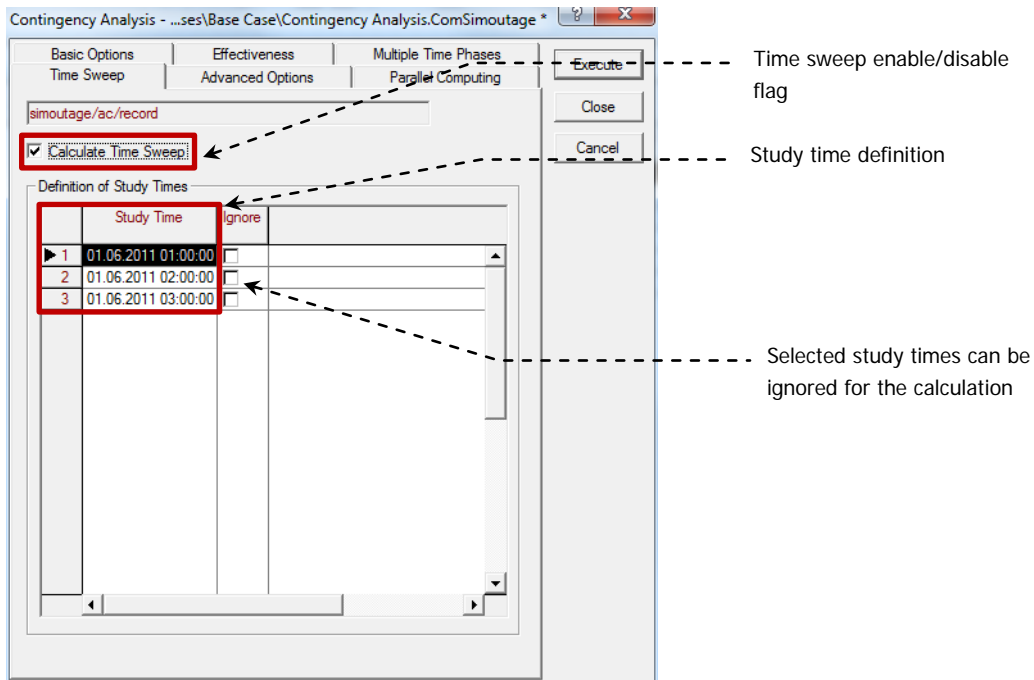 Contingency Analysis - ...ses\Base Case\Contingency Analysis.ComSimoutage *
?
X
Basic Options
Effectiveness
Multiple Time Phases
Time Sweep
Advanced Options
Parallel Computing
Execute
Close
Cancel
simoutage/ac/record
Calculate Time Sweep
Definition of Study Times
Study Time
Ignore
1 01.06.2011 01:00:00
2 01.06.2011 02:00:00
3 01.06.2011 03:00:00
Time sweep enable/disable
flag
Study time definition
Selected study times can be
ignored for the calculation